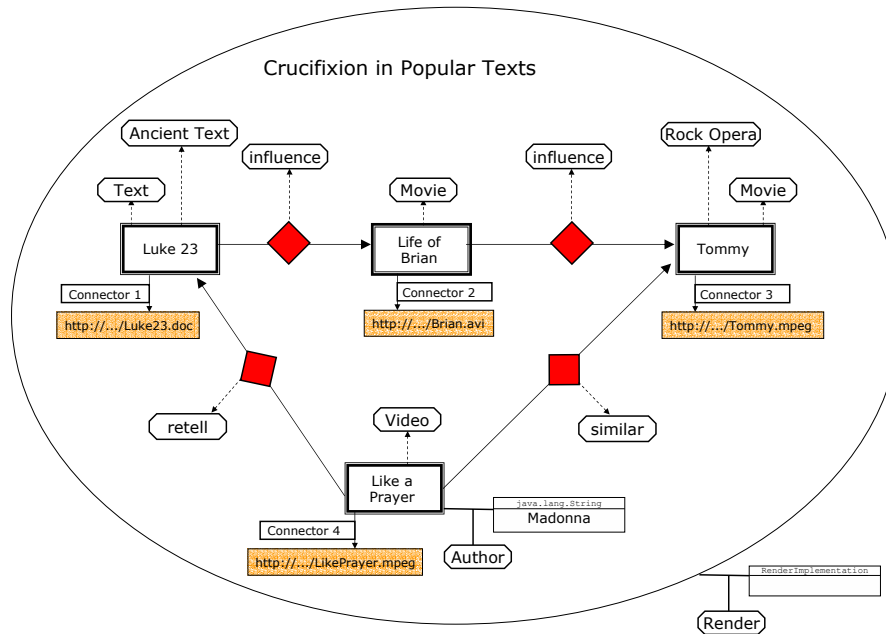 Crucifixion in Popular Texts
Ancient Text
Rock Opera
influence
influence
Text
Movie
Movie
Luke 23
Life of
Brian
Tommy
Connector 1
Connector 2
Connector 3
http://.../Luke23.doc
http://.../Brian.avi
http://.../Tommy.mpeg
retell
Video
similar
Like a
Prayer
java.lang.String
Madonna
Connector 4
Author
http://.../LikePrayer.mpeg
RenderImplementation
Render